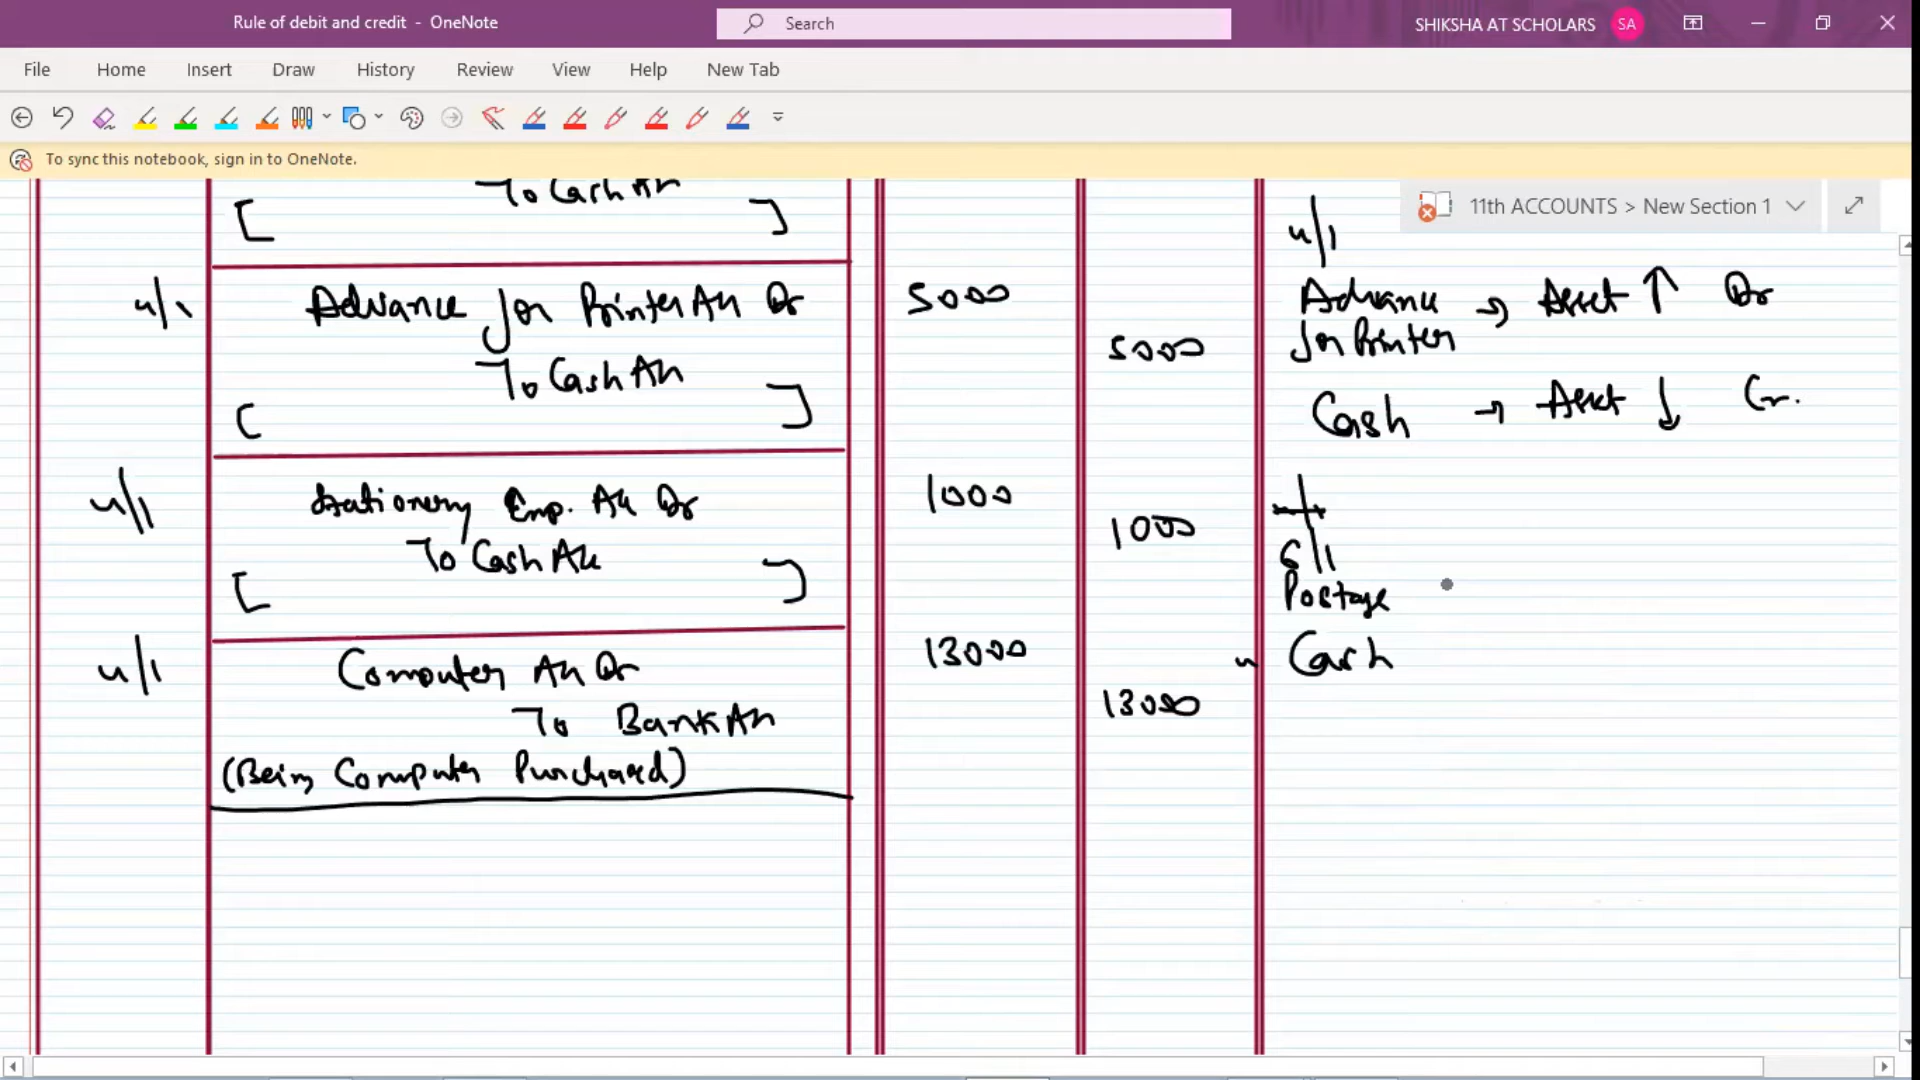 Rule of debit and credit - OneNote
Search
SHIKSHA AT SCHOLARS SA
File Home Insert Draw History Review View Help New Tab
To sync this notebook, sign in to OneNote.
11th ACCOUNTS > New Section 1
To Cash A/c
[ ]
4/1 Advance for Printer A/c Dr 5000
To Cash A/c 5000
[ ]
4/1 Stationery Exp. A/c Dr 1000
To Cash A/c 1000
[ ]
4/1 Computer A/c Dr 13000
To Bank A/c 13000
(Being Computer Purchased)
4/1
Advance for Printer → Asset ↑ Dr
Cash → Asset ↓ Cr.
6/1
Postage
Cash